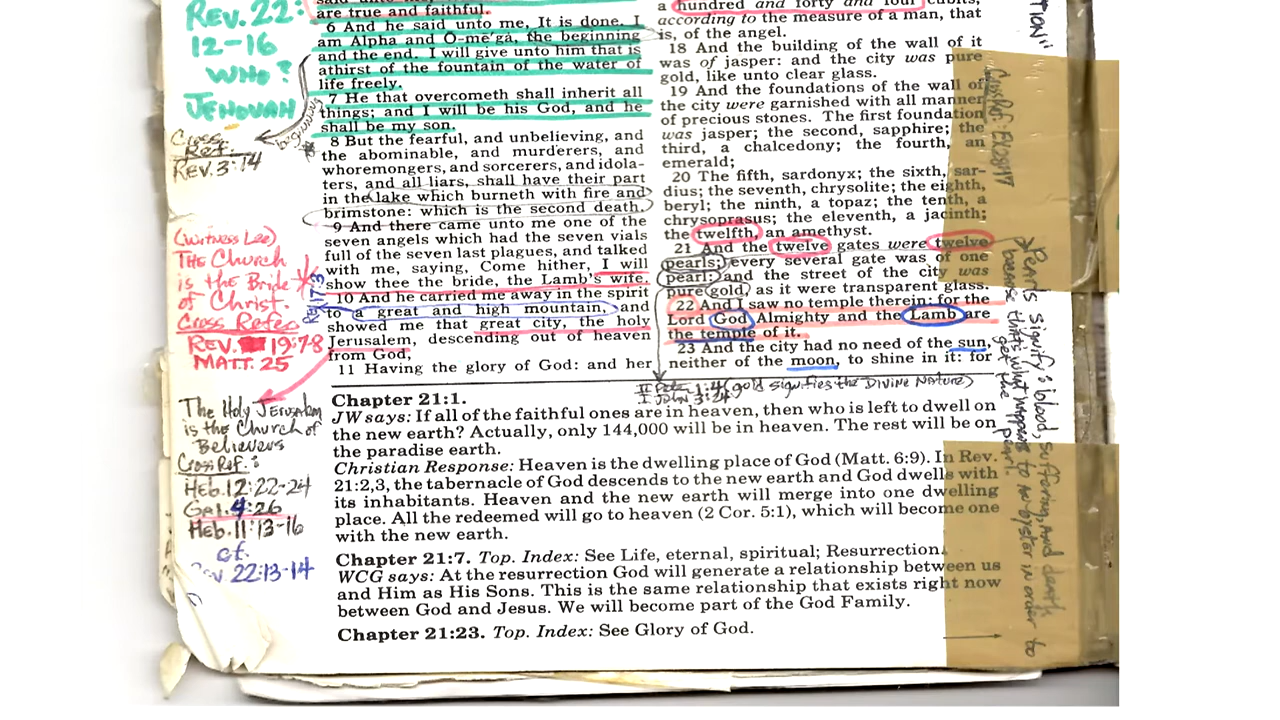 REV. 22:
12-16
WHO?
JEHOVAH
Cross
Ref.
REV. 3:14
(Witness Lee)
THE Church
is the Bride
of Christ.
Cross Refer
REV. 19:7-8
MATT. 25
The Holy Jerusalem
is the Church of
Believers
Cross Ref.:
Heb. 12:22-24
Gal. 4:26
Heb. 11:13-16
cf.
Rev 22:13-14
are true and faithful.
6 And he said unto me, It is done. I
am Alpha and O-mē'gá, the beginning
and the end. I will give unto him that is
athirst of the fountain of the water of
life freely.
7 He that overcometh shall inherit all
things; and I will be his God, and he
shall be my son.
8 But the fearful, and unbelieving, and
the abominable, and murderers, and
whoremongers, and sorcerers, and idola-
ters, and all liars, shall have their part
in the lake which burneth with fire and
brimstone: which is the second death.
9 And there came unto me one of the
seven angels which had the seven vials
full of the seven last plagues, and talked
with me, saying, Come hither, I will
show thee the bride, the Lamb's wife.
10 And he carried me away in the spirit
to a great and high mountain, and
showed me that great city, the holy
Jerusalem, descending out of heaven
from God,
11 Having the glory of God: and her
beginning
Rev 17:3
a hundred and forty and four cubits,
according to the measure of a man, that
is, of the angel.
18 And the building of the wall of it
was of jasper: and the city was pure
gold, like unto clear glass.
19 And the foundations of the wall of
the city were garnished with all manner
of precious stones. The first foundation
was jasper; the second, sapphire; the
third, a chalcedony; the fourth, an
emerald;
20 The fifth, sardonyx; the sixth, sar-
dius; the seventh, chrysolite; the eighth,
beryl; the ninth, a topaz; the tenth, a
chrysoprasus; the eleventh, a jacinth;
the twelfth, an amethyst.
21 And the twelve gates were twelve
pearls; every several gate was of one
pearl: and the street of the city was
pure gold, as it were transparent glass.
22 And I saw no temple therein: for the
Lord God Almighty and the Lamb are
the temple of it.
23 And the city had no need of the sun,
neither of the moon, to shine in it: for
II Peter 1:4 (gold signifies the Divine Nature)
I John 3:24
Cross Ref: EX 28:17
Pearls signify blood, suffering, and death
because that's what happens to an oyster in order to
get the pearl.
Chapter 21:1.
JW says: If all of the faithful ones are in heaven, then who is left to dwell on
the new earth? Actually, only 144,000 will be in heaven. The rest will be on
the paradise earth.
Christian Response: Heaven is the dwelling place of God (Matt. 6:9). In Rev.
21:2,3, the tabernacle of God descends to the new earth and God dwells with
its inhabitants. Heaven and the new earth will merge into one dwelling
place. All the redeemed will go to heaven (2 Cor. 5:1), which will become one
with the new earth.
Chapter 21:7. Top. Index: See Life, eternal, spiritual; Resurrection.
WCG says: At the resurrection God will generate a relationship between us
and Him as His Sons. This is the same relationship that exists right now
between God and Jesus. We will become part of the God Family.
Chapter 21:23. Top. Index: See Glory of God.